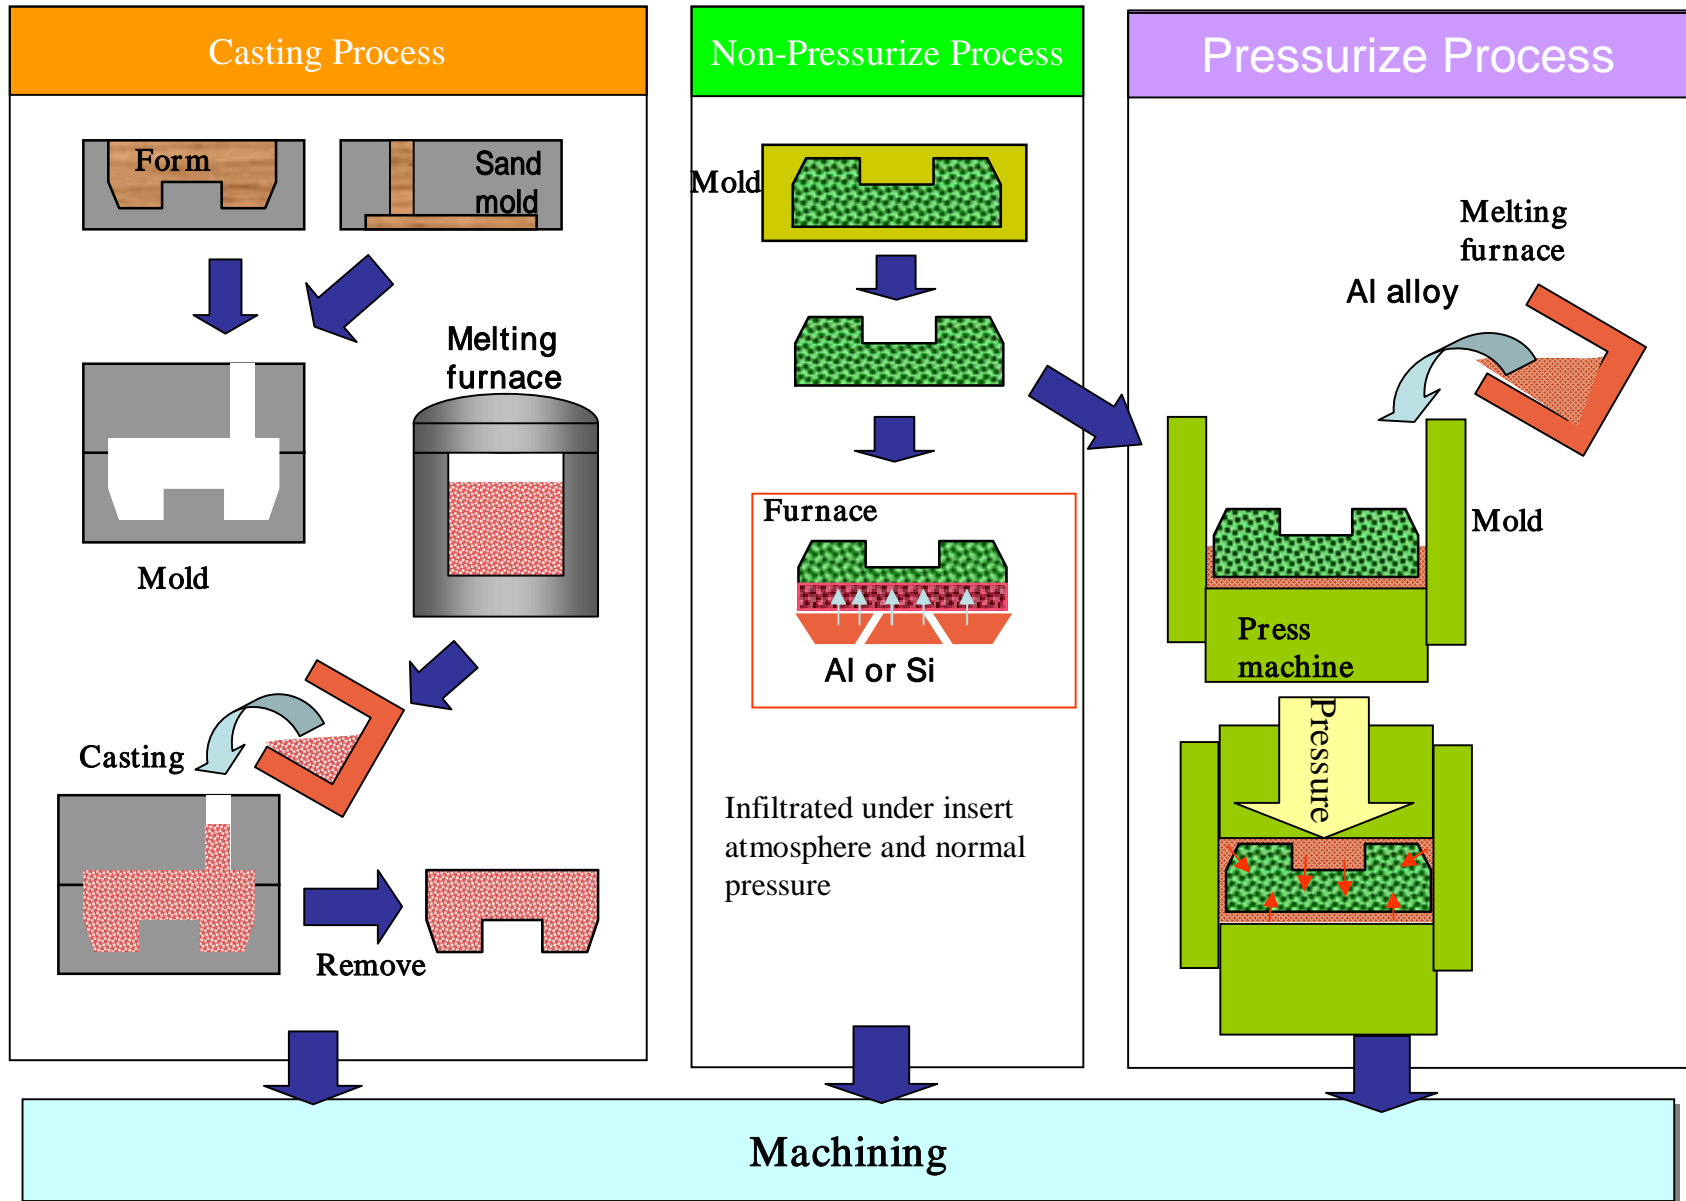 Casting Process
Form
Sand
mold
Melting
furnace
Mold
Casting
Remove
Non-Pressurize Process
Mold
Furnace
Al or Si
Infiltrated under insert
atmosphere and normal
pressure
Pressurize Process
Melting
furnace
Al alloy
Mold
Press
machine
Pressure
Machining